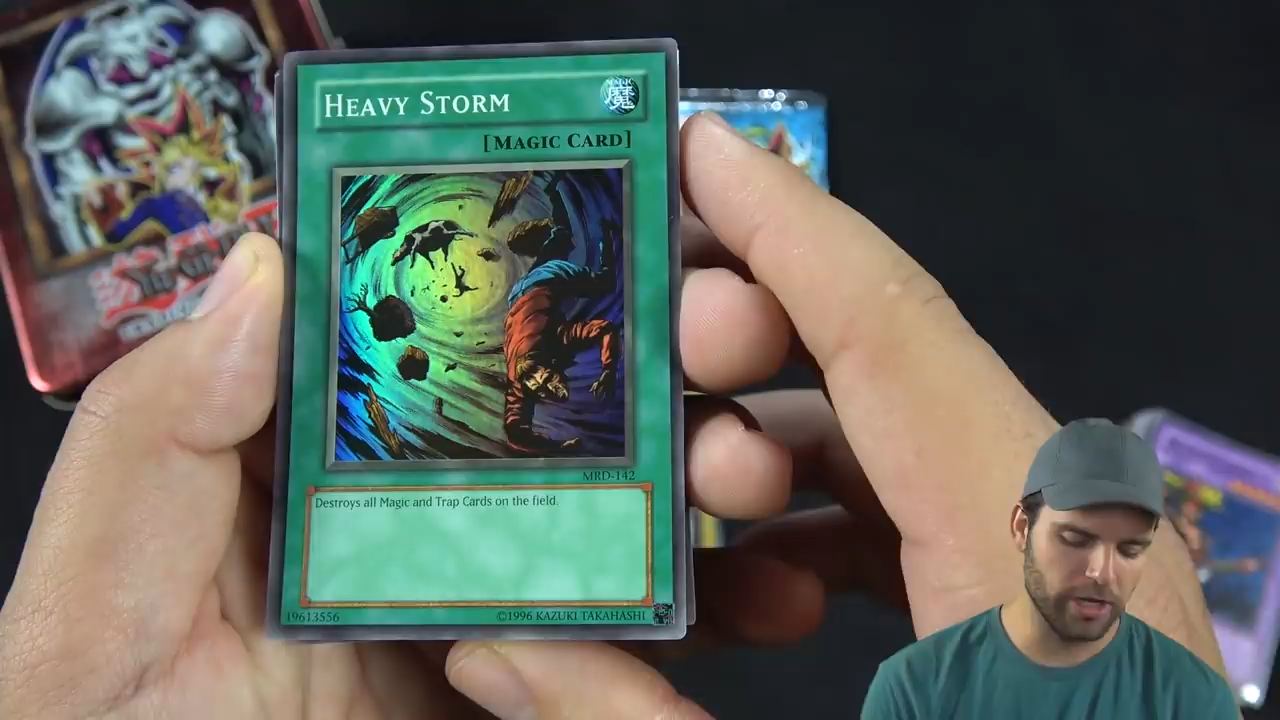 HEAVY STORM
MAGIC
魔
[MAGIC CARD]
MRD-142
Destroys all Magic and Trap Cards on the field.
19613556
©1996 KAZUKI TAKAHASHI